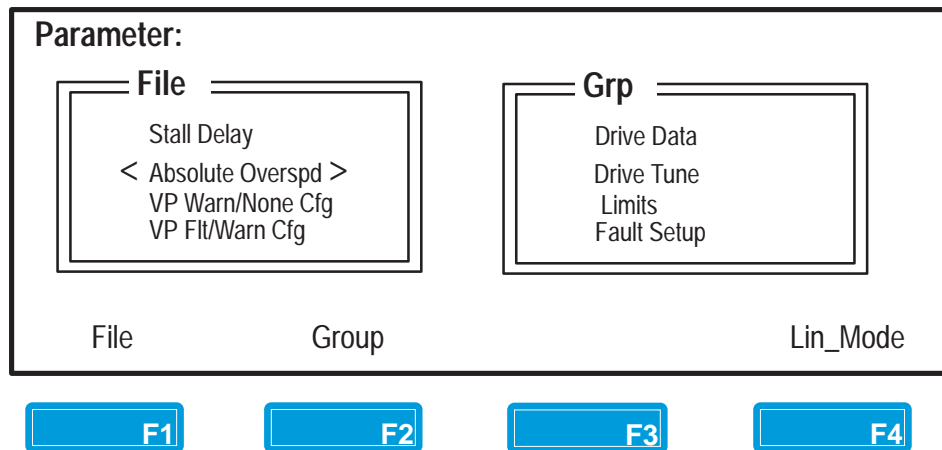 Parameter:
File
Stall Delay
< Absolute Overspd >
VP Warn/None Cfg
VP Flt/Warn Cfg
Grp
Drive Data
Drive Tune
Limits
Fault Setup
File Group Lin_Mode
F1 F2 F3 F4